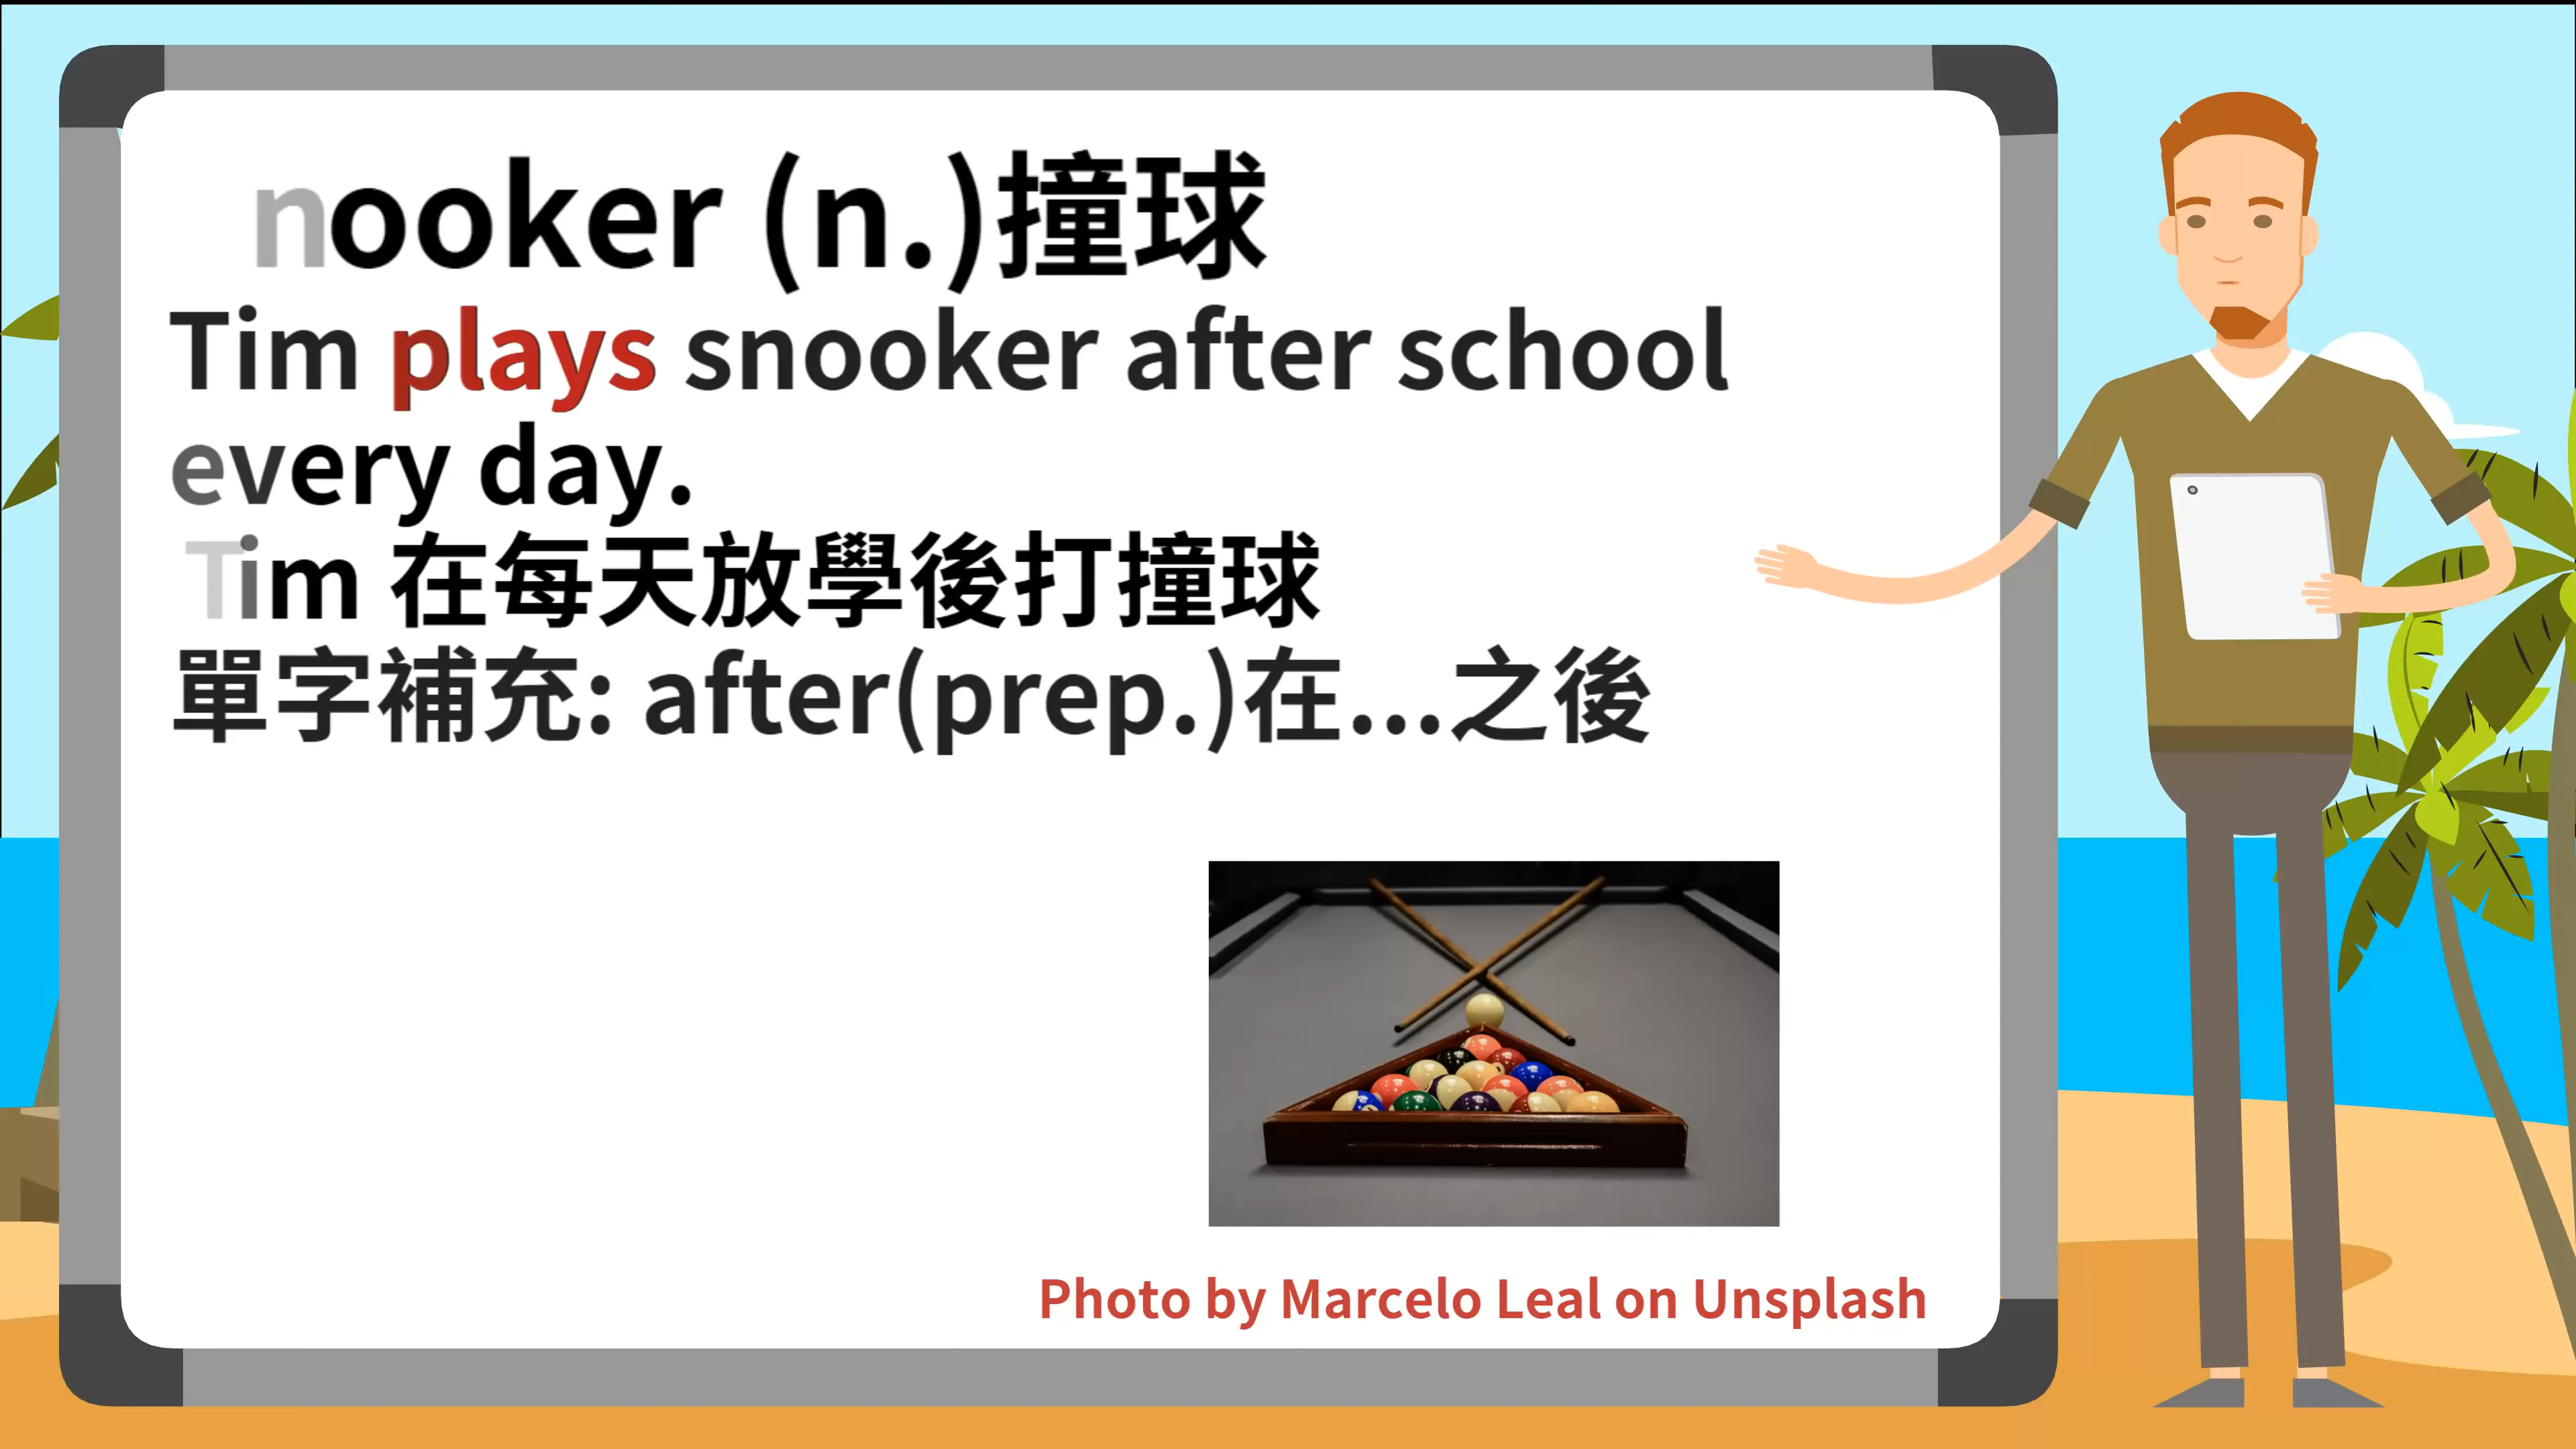 nooker (n.)撞球
Tim plays snooker after school
every day.
Tim 在每天放學後打撞球
單字補充: after(prep.)在...之後
Photo by Marcelo Leal on Unsplash